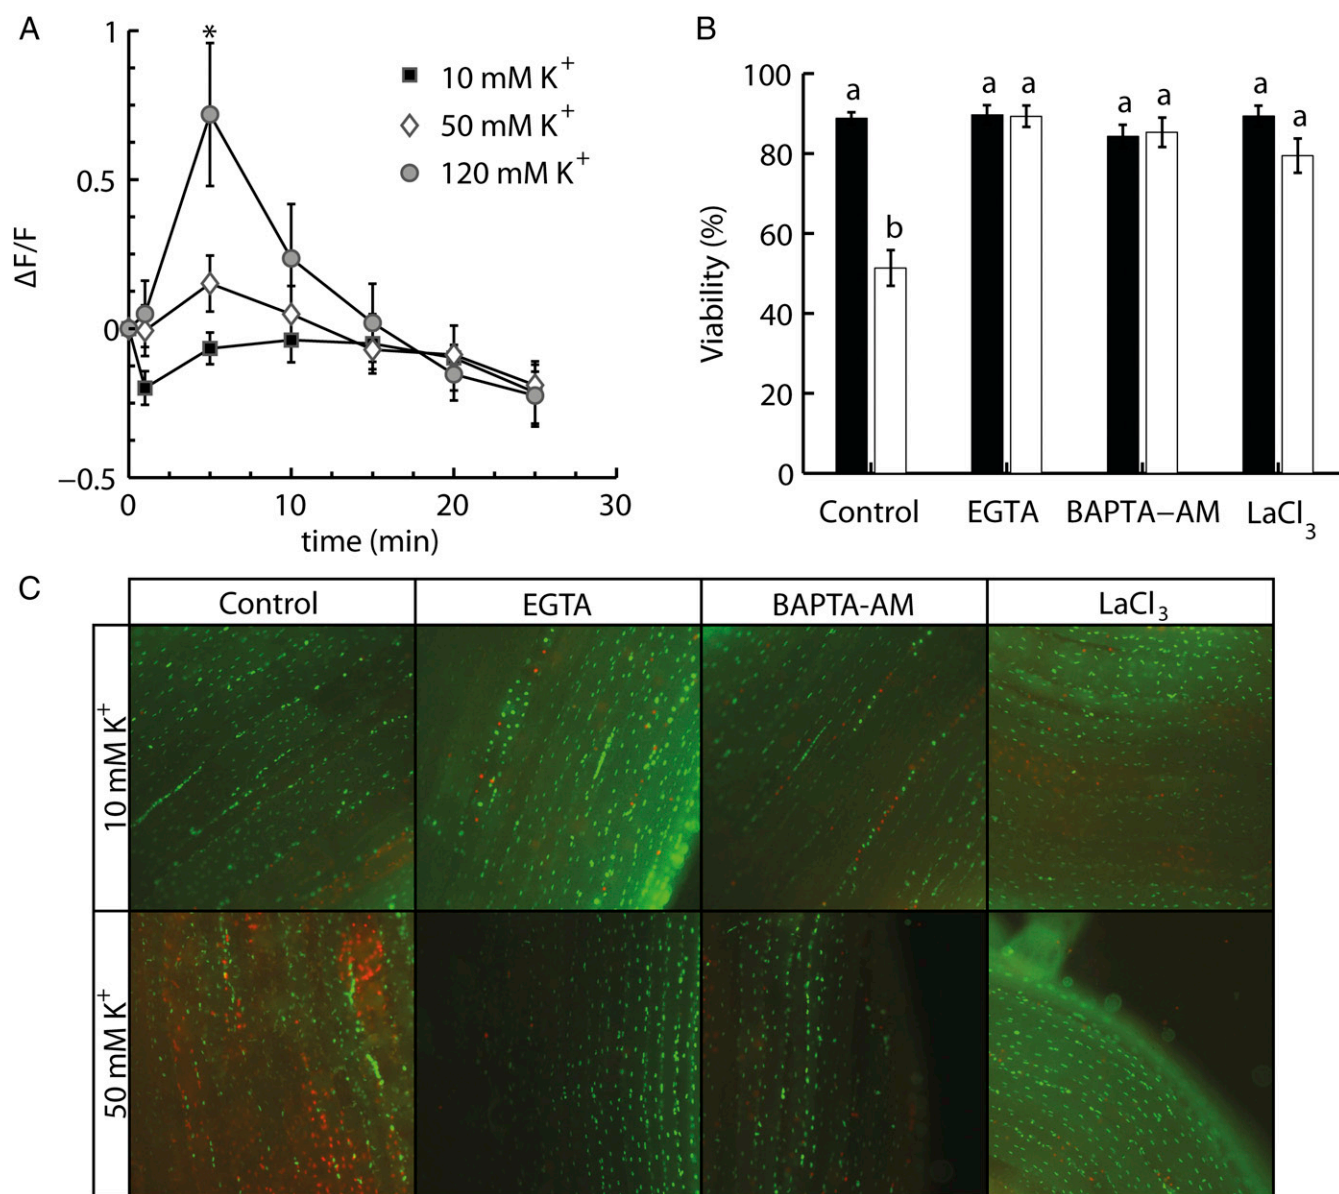 A
1
0.5
0
−0.5
ΔF/F
*
10 mM K+
50 mM K+
120 mM K+
0
10
20
30
time (min)
B
100
80
60
40
20
0
Viability (%)
a
b
a
a
a
a
a
a
Control
EGTA
BAPTA−AM
LaCl3
C
Control
EGTA
BAPTA-AM
LaCl3
10 mM K+
50 mM K+